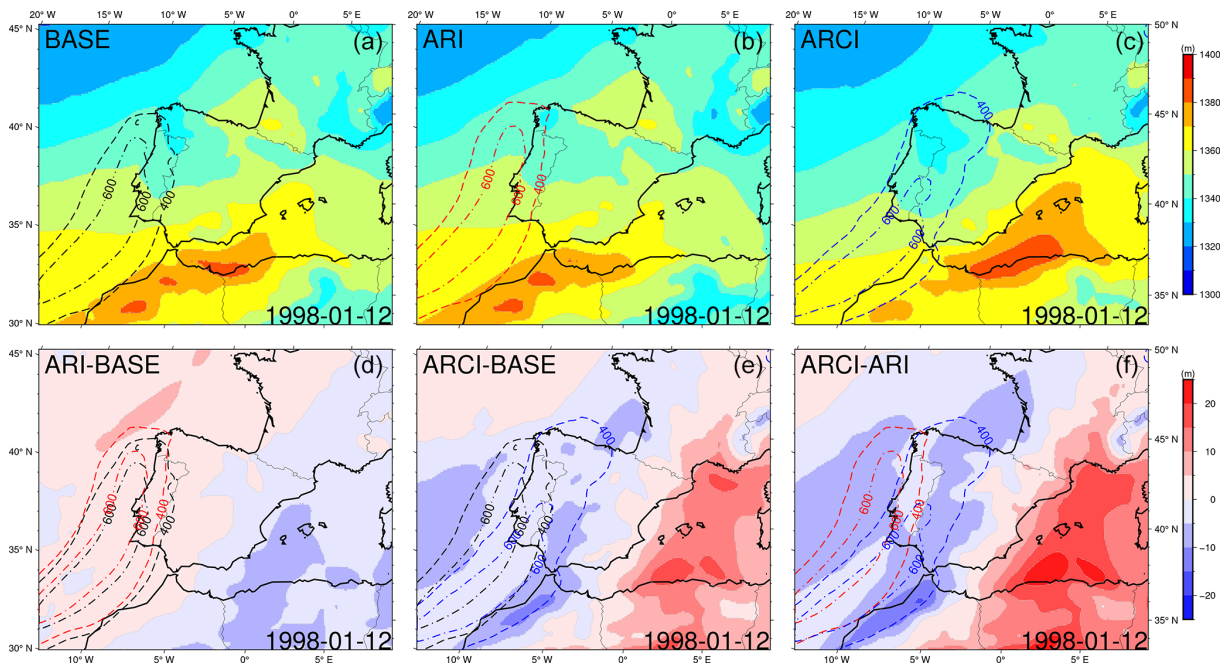 20° W 15° W 10° W 5° W 0° 5° E
20° W 15° W 10° W 5° W 0° 5° E
20° W 15° W 10° W 5° W 0° 5° E
45° N
BASE (a)
ARI (b)
ARCI (c)
50° N
(m)
1400
40° N
45° N
400
1380
1360
35° N
40° N
1340
600 600 400
600 600 400
600 600
1320
1300
30° N
35° N
1998-01-12
1998-01-12
1998-01-12
45° N
ARI-BASE (d)
ARCI-BASE (e)
ARCI-ARI (f)
50° N
(m)
20
40° N
400
400
45° N
10
0
600 600 400 400
600 600 400 600
600 400 600
35° N
40° N
-10
600
600
-20
30° N
35° N
1998-01-12
1998-01-12
1998-01-12
10° W 5° W 0° 5° E
10° W 5° W 0° 5° E
10° W 5° W 0° 5° E